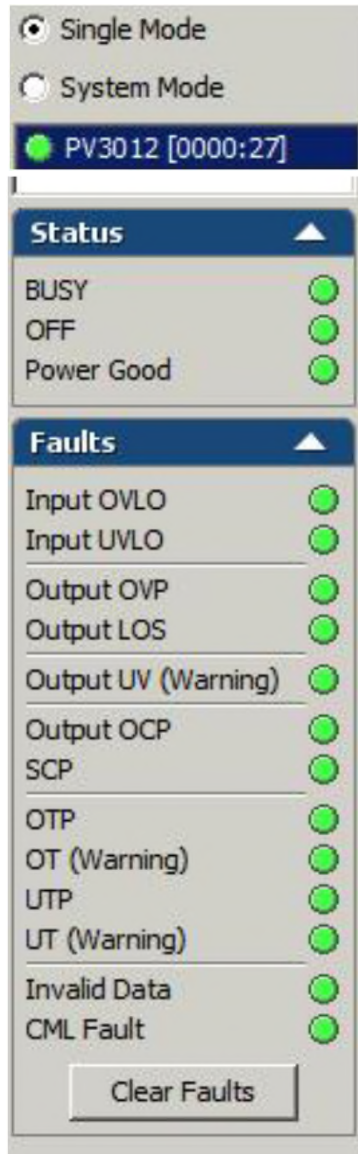 Single Mode
System Mode
PV3012 [0000:27]
Status
BUSY
OFF
Power Good
Faults
Input OVLO
Input UVLO
Output OVP
Output LOS
Output UV (Warning)
Output OCP
SCP
OTP
OT (Warning)
UTP
UT (Warning)
Invalid Data
CML Fault
Clear Faults